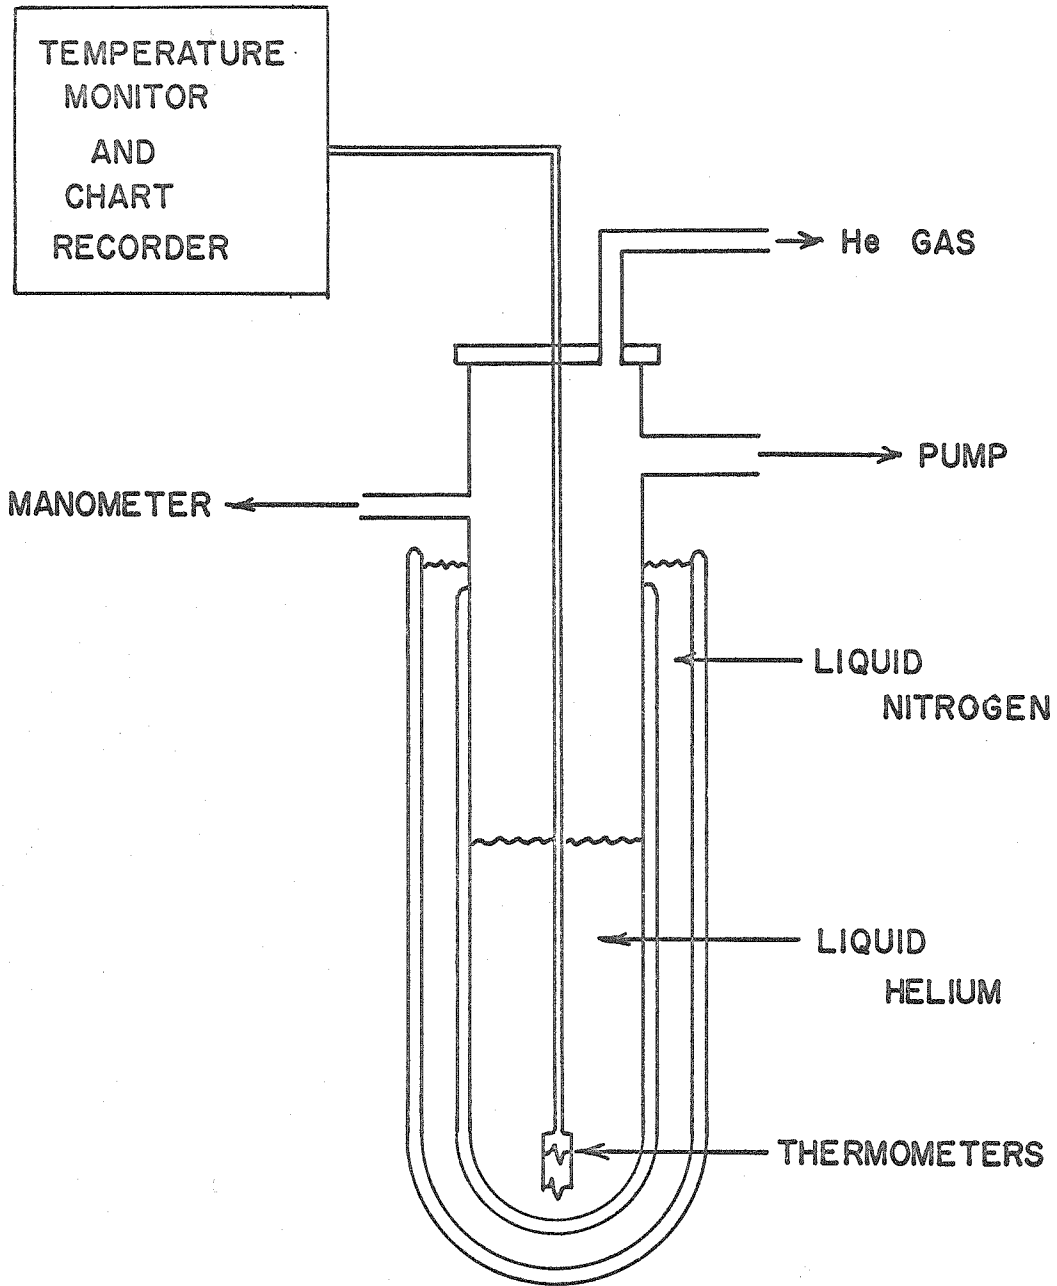 TEMPERATURE
MONITOR
AND
CHART
RECORDER
He GAS
PUMP
MANOMETER
LIQUID
NITROGEN
LIQUID
HELIUM
THERMOMETERS